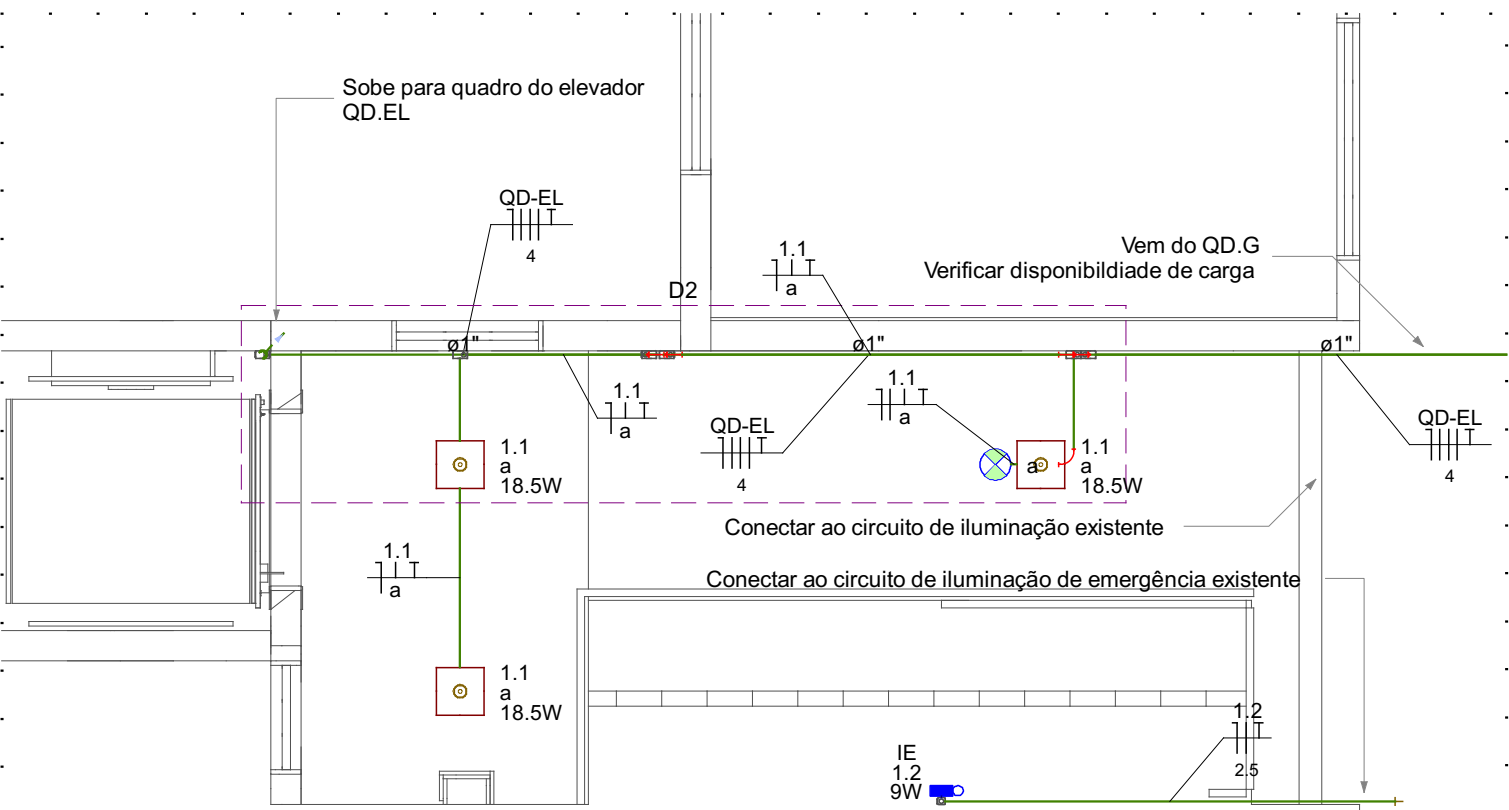 Sobe para quadro do elevador
QD.EL
QD-EL
4
1.1
a
Vem do QD.G
Verificar disponibildiade de carga
D2
ø1"
ø1"
ø1"
1.1
a
1.1
a
QD-EL
4
QD-EL
4
1.1
a
18.5W
a
1.1
a
18.5W
Conectar ao circuito de iluminação existente
1.1
a
Conectar ao circuito de iluminação de emergência existente
1.1
a
18.5W
1.2
2.5
IE
1.2
9W